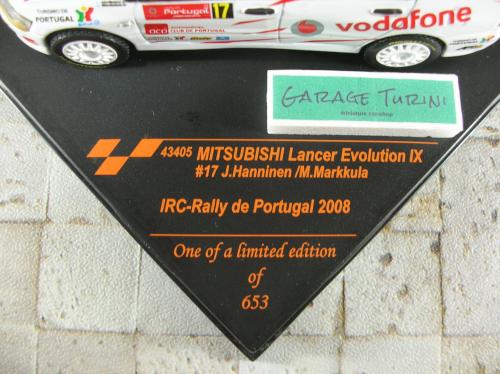 TURISMO DE
PORTUGAL
Portugal
17
acp
CLUB DE PORTUGAL
vodafone
GARAGE TURINI
miniature carshop
43405 MITSUBISHI Lancer Evolution IX
#17 J.Hanninen /M.Markkula
IRC-Rally de Portugal 2008
One of a limited edition
of
653